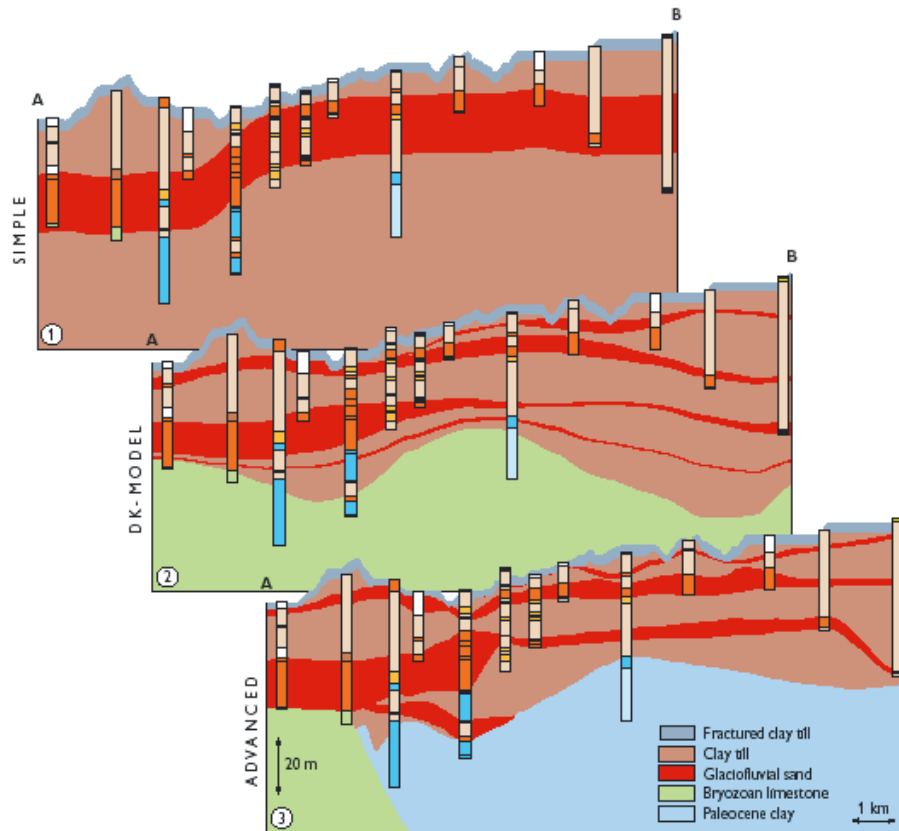 B
A
SIMPLE
1
B
A
DK-MODEL
2
A
ADVANCED
20 m
3
Fractured clay till
Clay till
Glaciofluvial sand
Bryozoan limestone
Paleocene clay
1 km